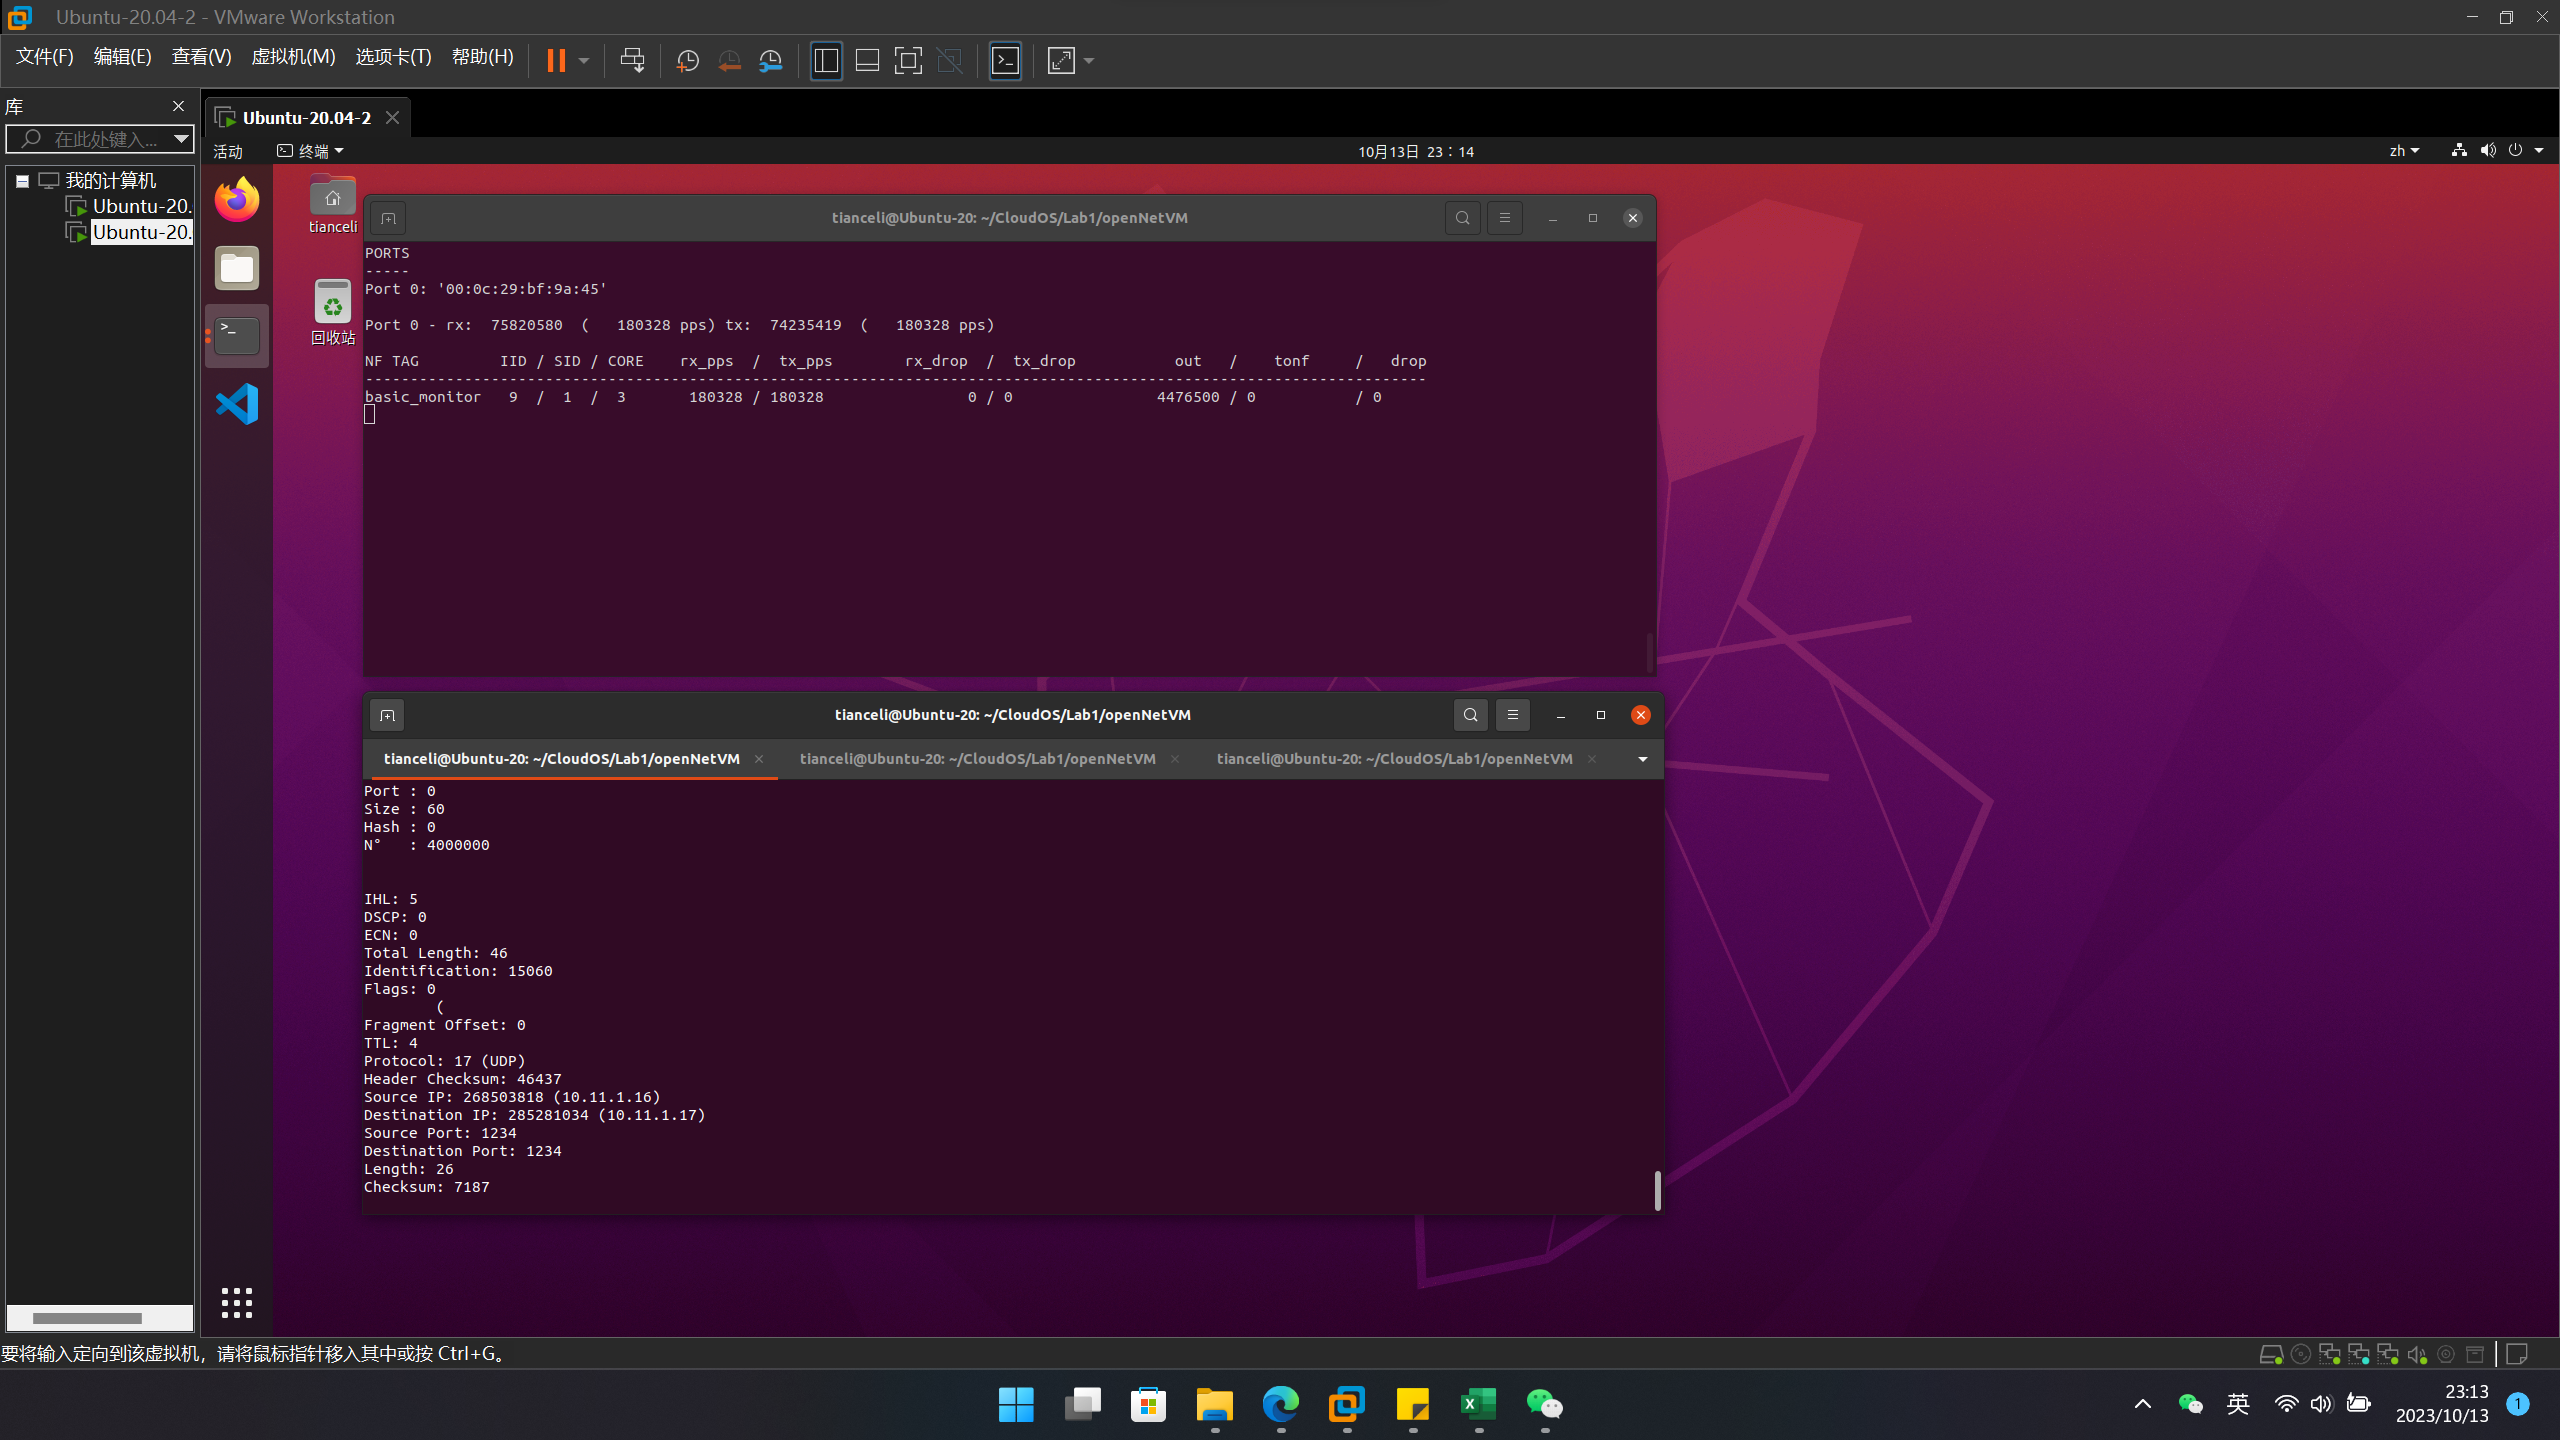 Ubuntu-20.04-2 - VMware Workstation
文件(F) 编辑(E) 查看(V) 虚拟机(M) 选项卡(T) 帮助(H)
库
在此处键入...
我的计算机
Ubuntu-20.
Ubuntu-20.
Ubuntu-20.04-2
活动 终端 10月13日 23：14 zh
tianceli
回收站
tianceli@Ubuntu-20: ~/CloudOS/Lab1/openNetVM
PORTS
-----
Port 0: '00:0c:29:bf:9a:45'
Port 0 - rx: 75820580 ( 180328 pps) tx: 74235419 ( 180328 pps)
NF TAG IID / SID / CORE rx_pps / tx_pps rx_drop / tx_drop out / tonf / drop
----------------------------------------------------------------------------------------------------------------------
basic_monitor 9 / 1 / 3 180328 / 180328 0 / 0 4476500 / 0 / 0
tianceli@Ubuntu-20: ~/CloudOS/Lab1/openNetVM
tianceli@Ubuntu-20: ~/CloudOS/Lab1/openNetVM tianceli@Ubuntu-20: ~/CloudOS/Lab1/openNetVM tianceli@Ubuntu-20: ~/CloudOS/Lab1/openNetVM
Port : 0
Size : 60
Hash : 0
N° : 4000000
IHL: 5
DSCP: 0
ECN: 0
Total Length: 46
Identification: 15060
Flags: 0
(
Fragment Offset: 0
TTL: 4
Protocol: 17 (UDP)
Header Checksum: 46437
Source IP: 268503818 (10.11.1.16)
Destination IP: 285281034 (10.11.1.17)
Source Port: 1234
Destination Port: 1234
Length: 26
Checksum: 7187
要将输入定向到该虚拟机，请将鼠标指针移入其中或按 Ctrl+G。
英
23:13
2023/10/13
1